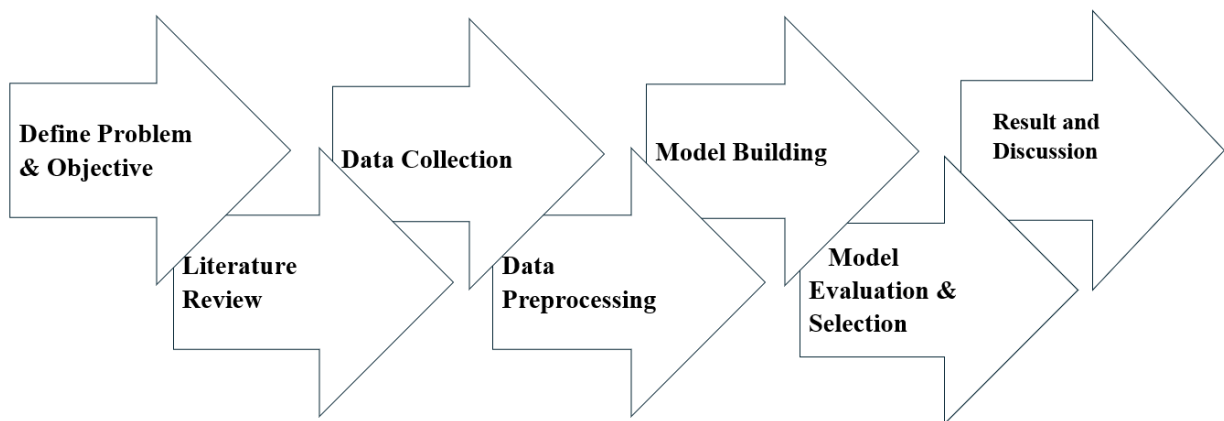 Define Problem
& Objective
Literature
Review
Data Collection
Data
Preprocessing
Model Building
Model
Evaluation &
Selection
Result and
Discussion